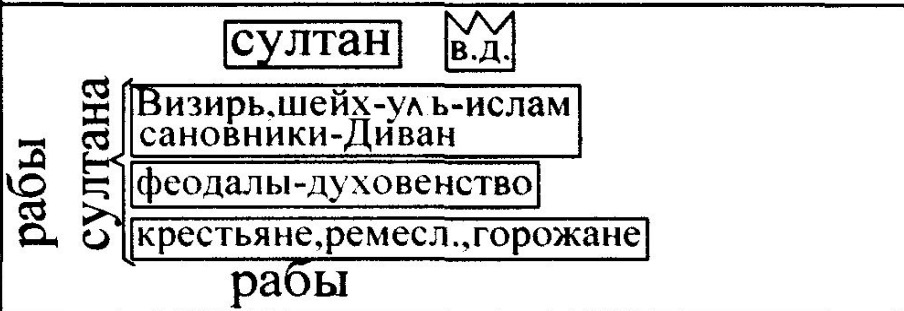 султан
в.д.
рабы
султана
Визирь,шейх-уль-ислам
сановники-Диван
феодалы-духовенство
крестьяне,ремесл.,горожане
рабы